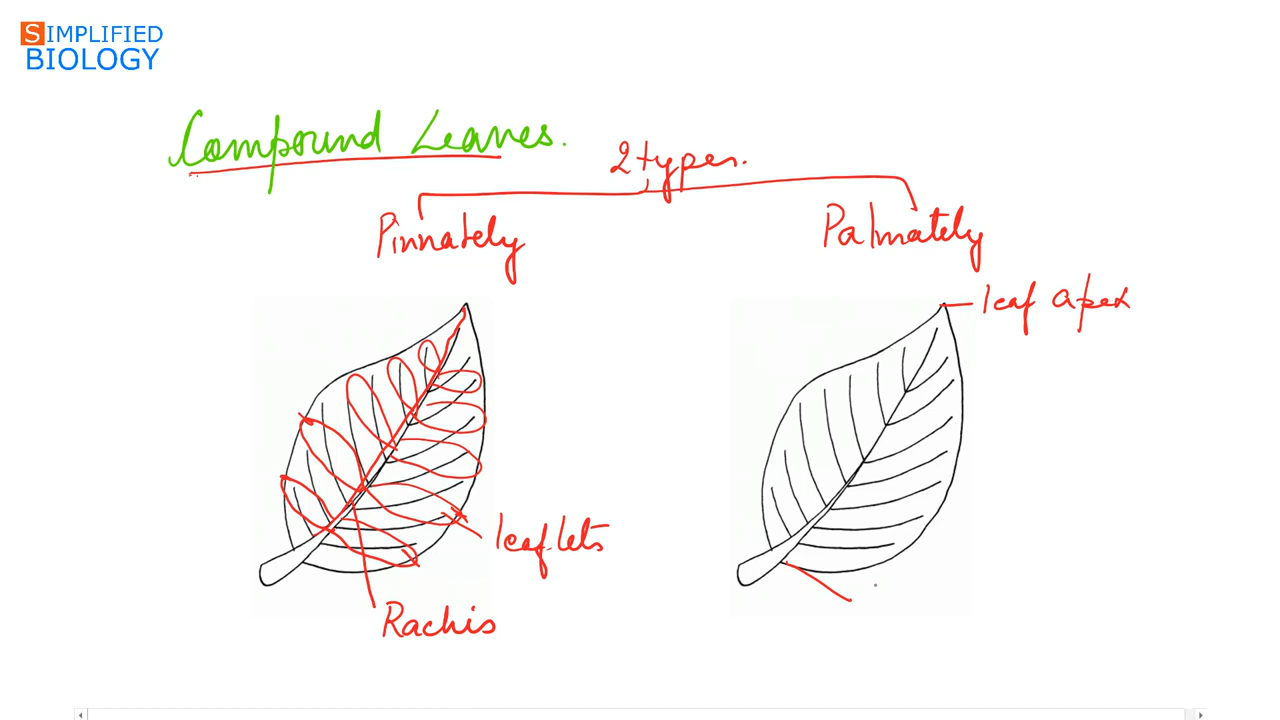 SIMPLIFIED
BIOLOGY
Compound Leaves.
2 types.
Pinnately
Palmately
leaf apex
leaflets
Rachis